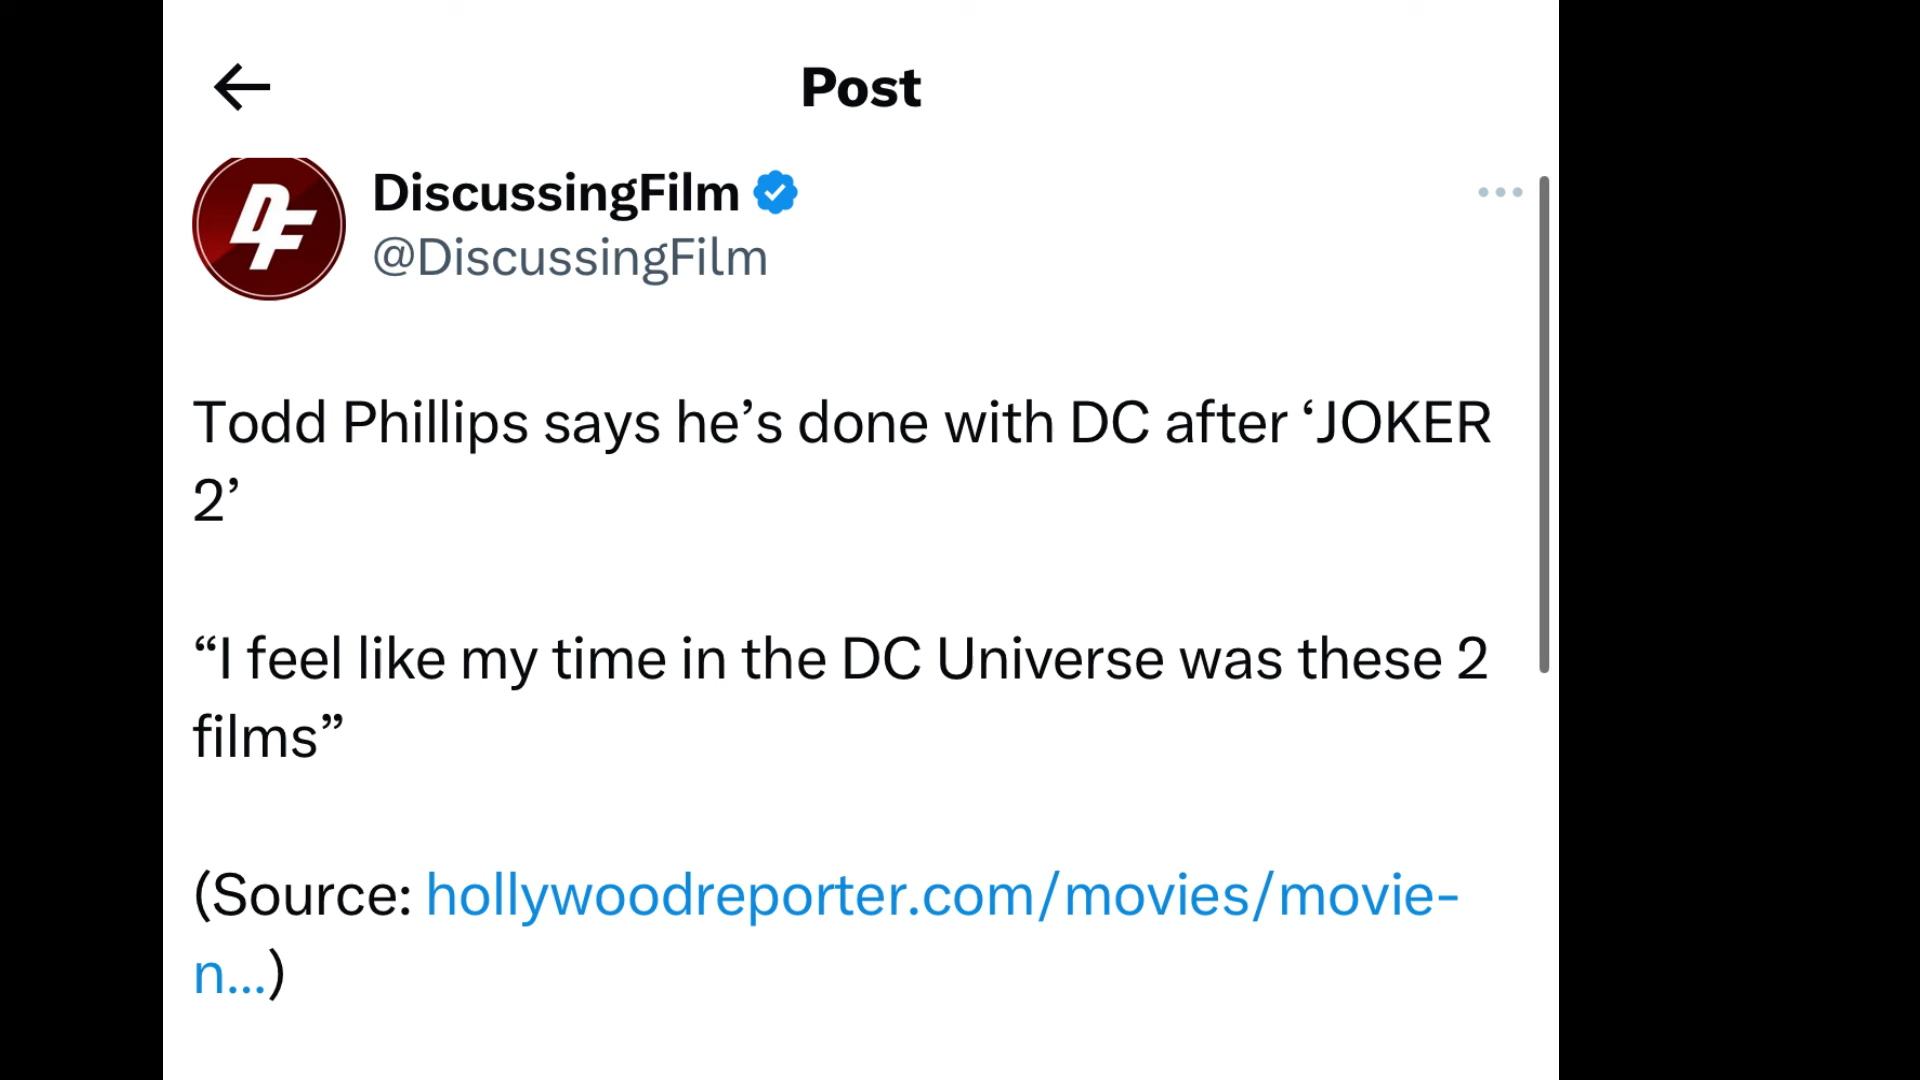 Post
DF
DiscussingFilm
@DiscussingFilm
Todd Phillips says he’s done with DC after ‘JOKER
2’
“I feel like my time in the DC Universe was these 2
films”
(Source: hollywoodreporter.com/movies/movie-
n...)